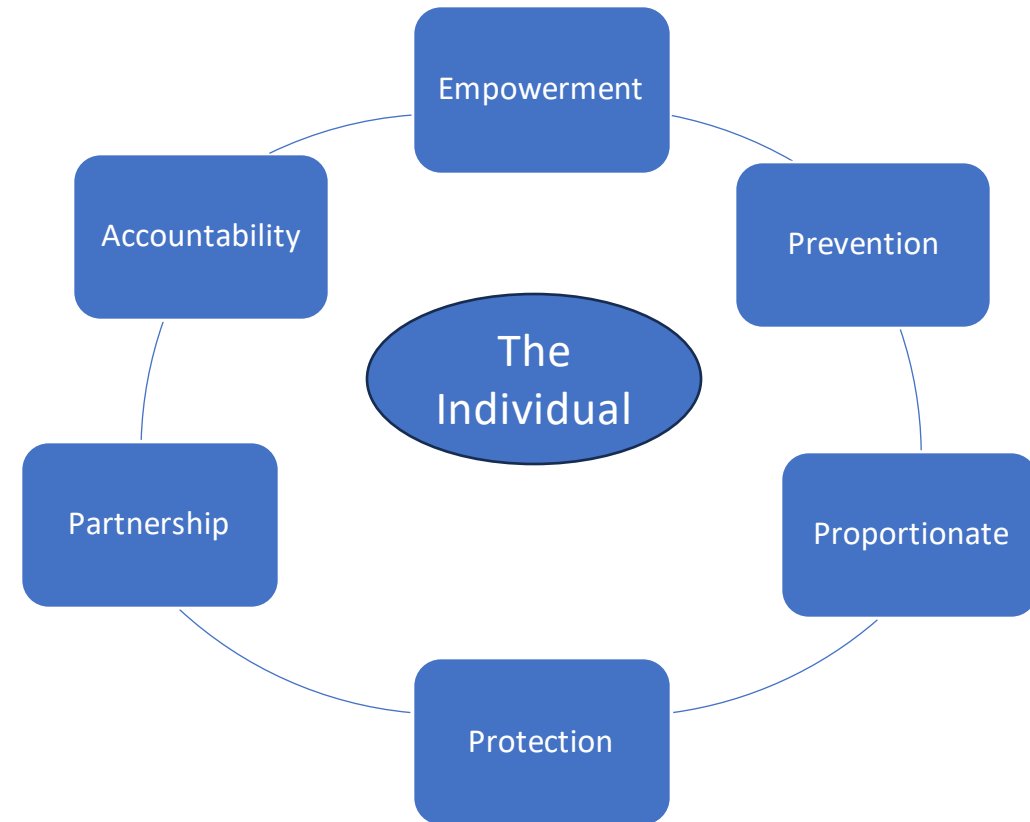 Empowerment
Prevention
Proportionate
Protection
Partnership
Accountability
The
Individual